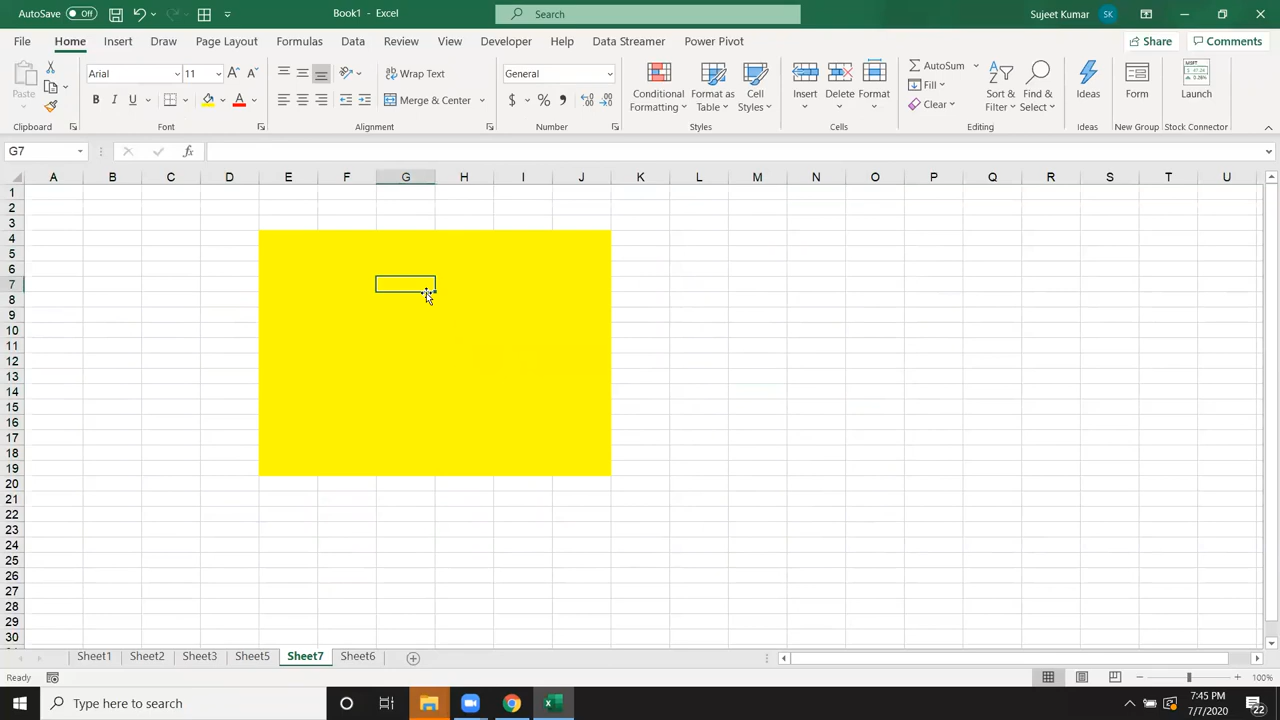 AutoSave Off Book1 - Excel Search Sujeet Kumar SK
File Home Insert Draw Page Layout Formulas Data Review View Developer Help Data Streamer Power Pivot Share Comments
Paste Arial 11 Wrap Text General Conditional Formatting Format as Table Cell Styles Insert Delete Format AutoSum Sort & Filter Find & Select Ideas Form Launch
B I U A Merge & Center $ % Fill
Clear
Clipboard Font Alignment Number Styles Cells Editing Ideas New Group Stock Connector
G7 fx
A B C D E F G H I J K L M N O P Q R S T U
1
2
3
4
5
6
7
8
9
10
11
12
13
14
15
16
17
18
19
20
21
22
23
24
25
26
27
28
29
30
Sheet1 Sheet2 Sheet3 Sheet5 Sheet7 Sheet6
Ready 100%
Type here to search 7:45 PM
7/7/2020 22